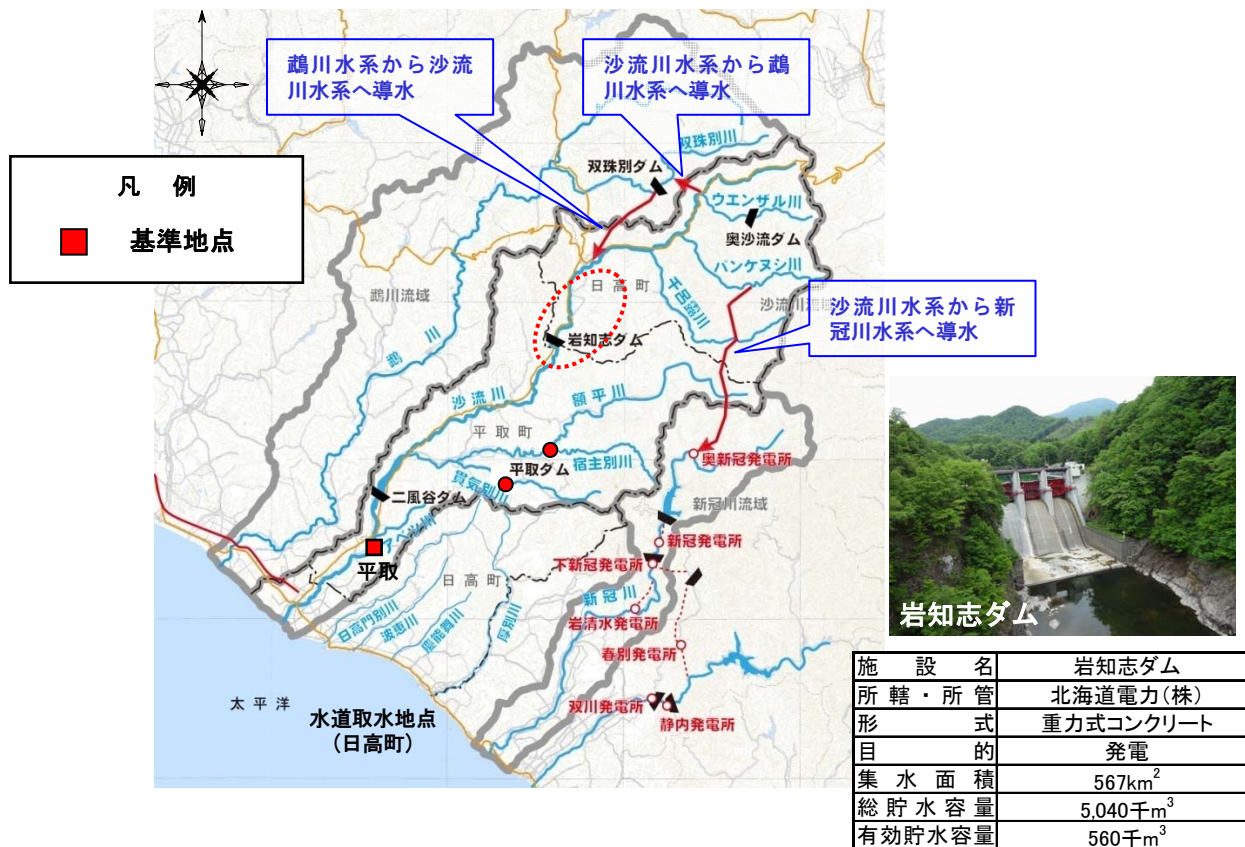 鵡川水系から沙流
川水系へ導水
沙流川水系から鵡
川水系へ導水
凡 例
基準地点
双珠別川
双珠別ダム
ウエンザル川
奥沙流ダム
パンケヌシ川
日高町
千呂露川
沙流川流域
沙流川水系から新
冠川水系へ導水
鵡川流域
鵡川
岩知志ダム
沙流川
額平川
平取町
平取ダム
宿主別川
貫気別川
奥新冠発電所
二風谷ダム
新冠川流域
アベツ川
平取
新冠発電所
下新冠発電所
日高町
新冠川
岩清水発電所
日高門別川
波恵川
慶能舞川
厚別川
春別発電所
太平洋
水道取水地点
(日高町)
双川発電所
静内発電所
岩知志ダム
施設名 岩知志ダム
所轄・所管 北海道電力(株)
形式 重力式コンクリート
目的 発電
集水面積 567km²
総貯水容量 5,040千m³
有効貯水容量 560千m³